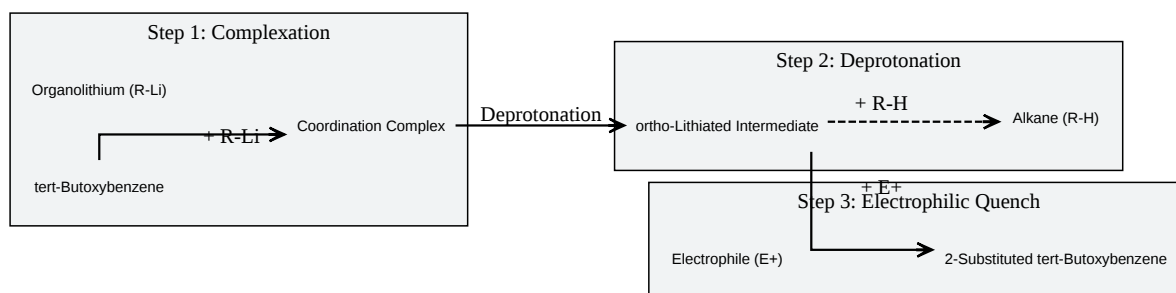 Step 1: Complexation
Organolithium (R-Li)
+ R-Li
Coordination Complex
tert-Butoxybenzene
Deprotonation
Step 2: Deprotonation
ortho-Lithiated Intermediate
+ R-H
Alkane (R-H)
+ E+
Step 3: Electrophilic Quench
Electrophile (E+)
2-Substituted tert-Butoxybenzene